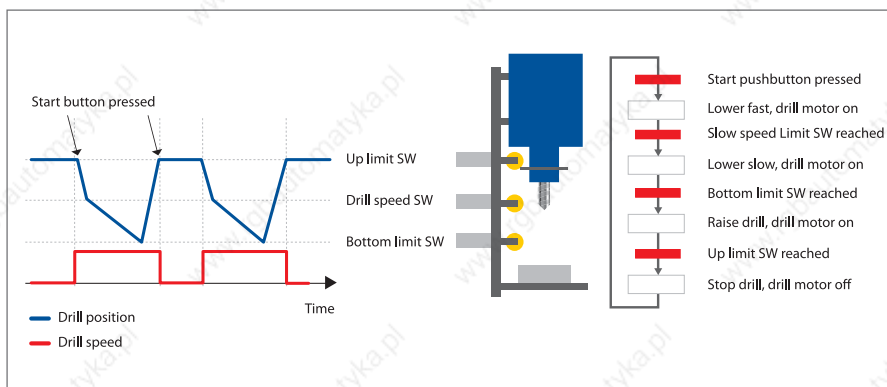 Start button pressed
Up limit SW
Drill speed SW
Bottom limit SW
Time
Drill position
Drill speed
Start pushbutton pressed
Lower fast, drill motor on
Slow speed Limit SW reached
Lower slow, drill motor on
Bottom limit SW reached
Raise drill, drill motor on
Up limit SW reached
Stop drill, drill motor off